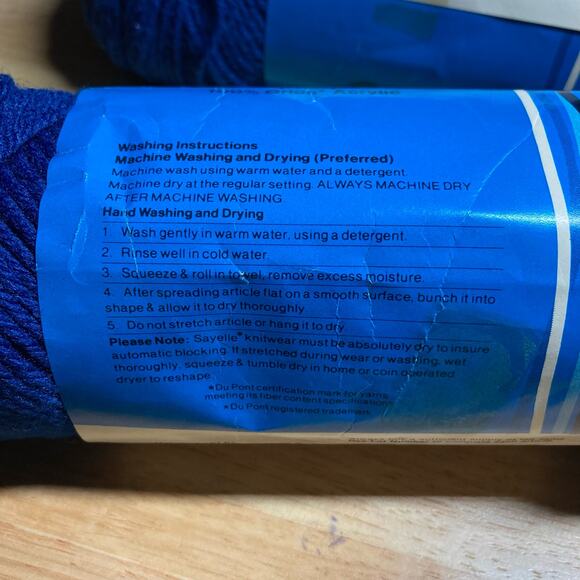 100% Orlon* Acrylic
Washing Instructions
Machine Washing and Drying (Preferred)
Machine wash using warm water and a detergent.
Machine dry at the regular setting. ALWAYS MACHINE DRY
AFTER MACHINE WASHING.
Hand Washing and Drying
1. Wash gently in warm water, using a detergent.
2. Rinse well in cold water.
3. Squeeze & roll in towel, remove excess moisture.
4. After spreading article flat on a smooth surface, bunch it into
shape & allow it to dry thoroughly.
5. Do not stretch article or hang it to dry.
Please Note: Sayelle* knitwear must be absolutely dry to insure
automatic blocking. If stretched during wear or washing, wet
thoroughly, squeeze & tumble dry in home or coin operated
dryer to reshape.
*Du Pont certification mark for yarns
meeting its fiber content specifications
*Du Pont registered trademark